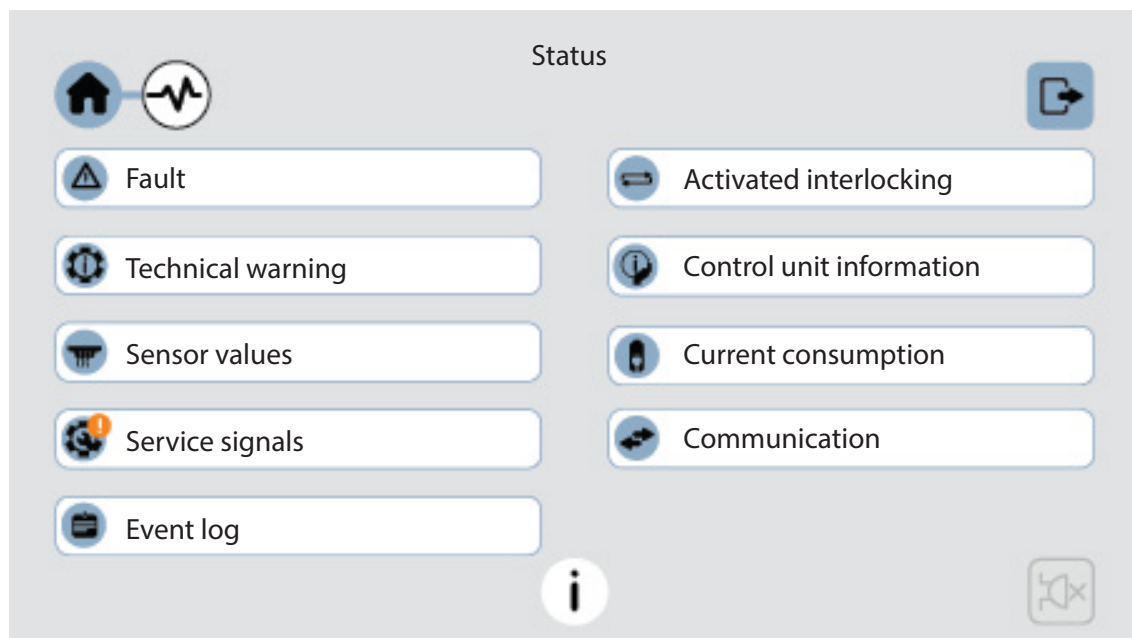 Status
Fault
Technical warning
Sensor values
Service signals
Event log
Activated interlocking
Control unit information
Current consumption
Communication
i